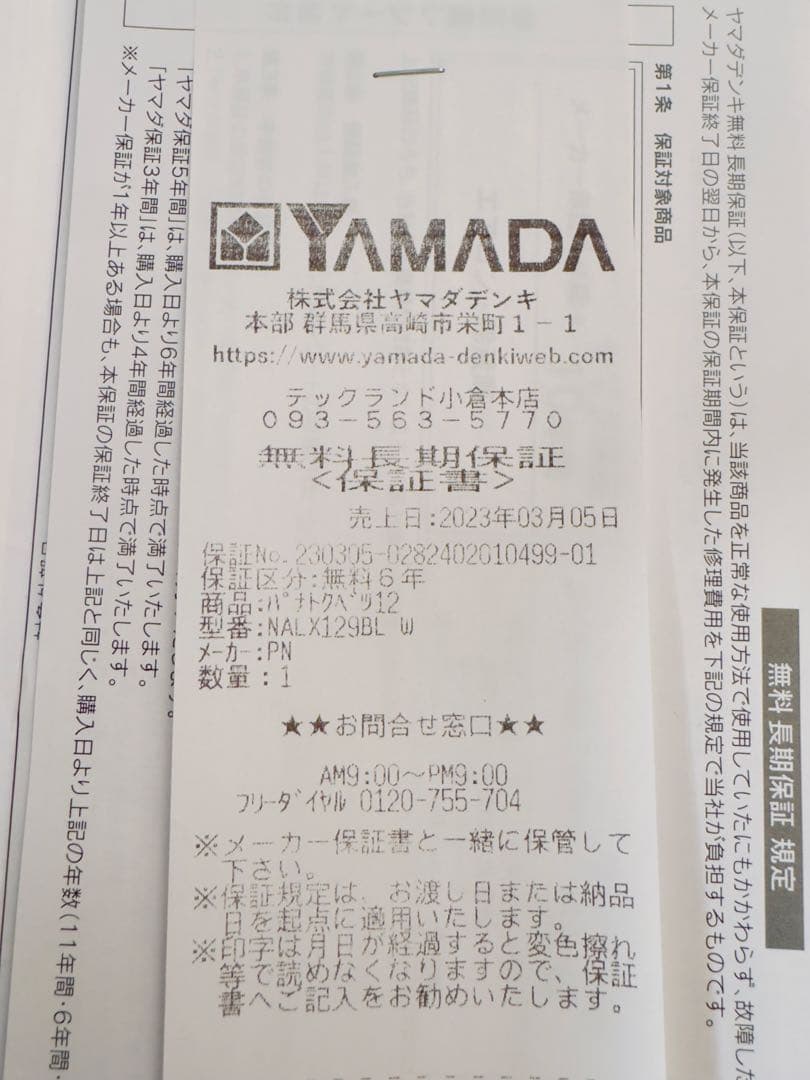 YAMADA
株式会社ヤマダデンキ
本部 群馬県高崎市栄町1-1
https://www.yamada-denkiweb.com
テックランド小倉本店
093-563-5770
無料長期保証
<保証書>
売上日:2023年03月05日
保証No.230305-0282402010499-01
保証区分:無料6年
商品:ﾊﾟﾅﾄｸﾍﾞﾂ12
型番:NALX129BL W
ﾒｰｶｰ:PN
数量:1
★★お問合せ窓口★★
AM9:00～PM9:00
ﾌﾘｰﾀﾞｲﾔﾙ 0120-755-704
※メーカー保証書と一緒に保管して
下さい。
※保証規定は、お渡し日または納品
日を起点に適用いたします。
※印字は月日が経過すると変色擦れ
等で読めなくなりますので、保証
書へご記入をお勧めいたします。
無料 長期保証 規定
ヤマダデンキ無料 長期保証(以下、本保証という)は、当該商品を正常な使用方法で使用していたにもかかわらず、故障した
メーカー保証終了日の翌日から、本保証の保証期間内に発生した修理費用を下記の規定で当社が負担するものです。
第1条 保証対象商品
「ヤマダ保証5年間」は、購入日より6年間経過した時点で満了いたします。
「ヤマダ保証3年間」は、購入日より4年間経過した時点で満了いたします。
※メーカー保証が1年以上ある場合も、本保証の保証終了日は上記と同じく、購入日より上記の年数(11年間・6年間・